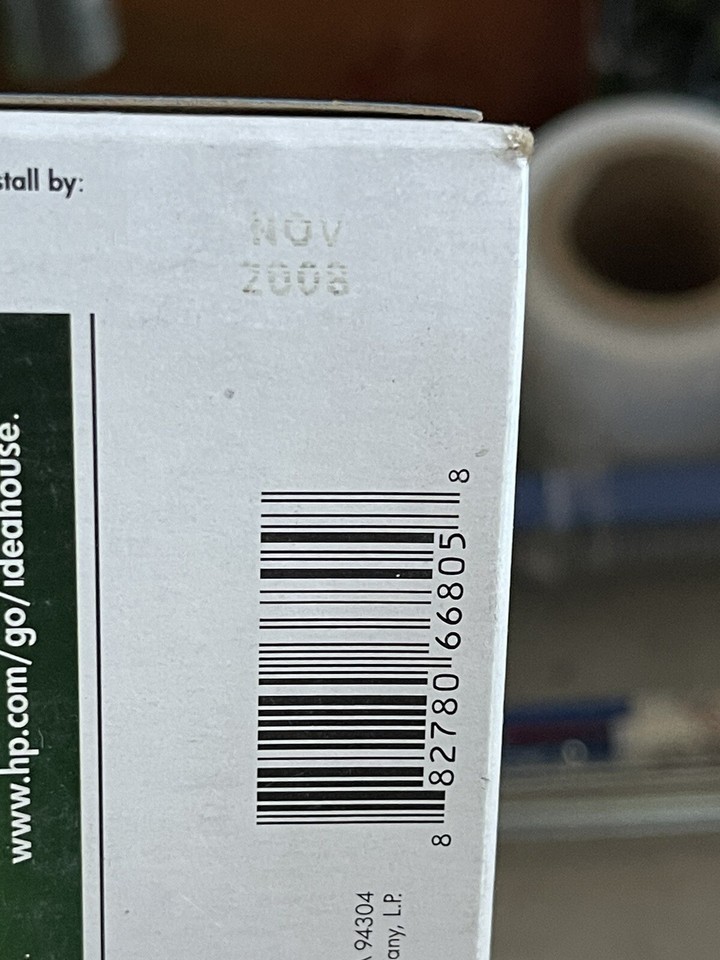 stall by:
NOV
2008
www.hp.com/go/ideahouse.
8 82780 66805 8
A 94304
any, L.P.